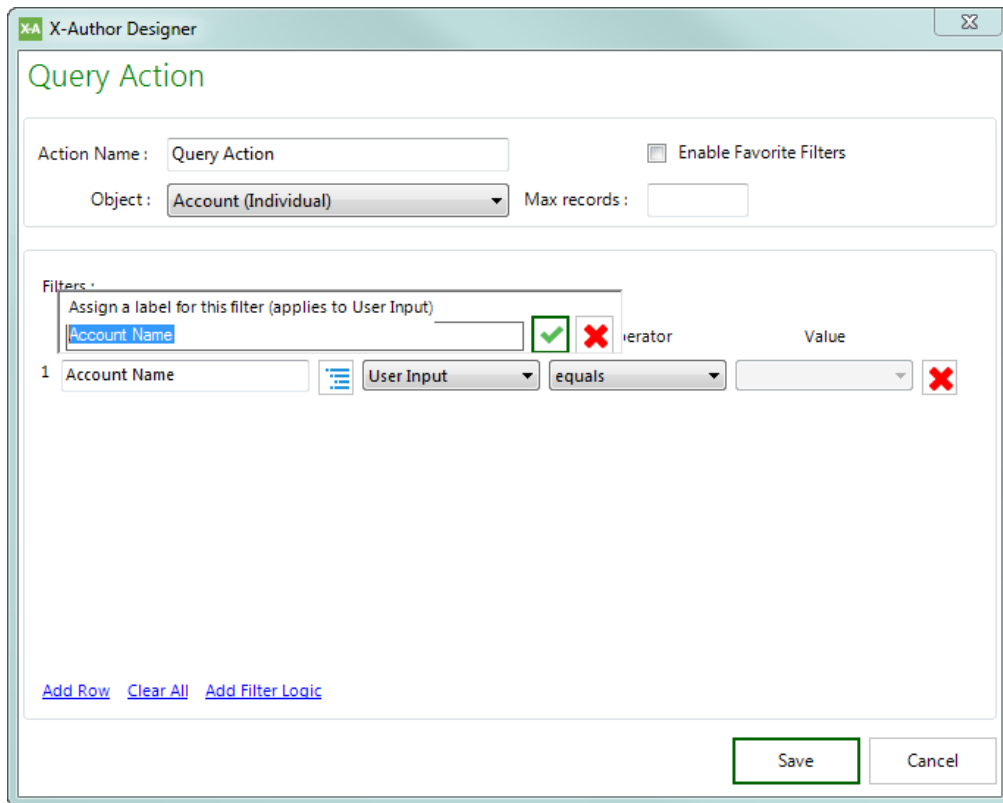 X-A X-Author Designer
Query Action
Action Name : Query Action Enable Favorite Filters
Object : Account (Individual) Max records :
Filters :
Assign a label for this filter (applies to User Input)
Account Name
Value
1 Account Name User Input equals
Add Row Clear All Add Filter Logic
Save Cancel